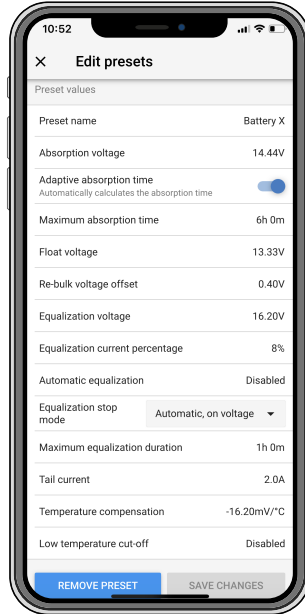 10:52
Edit presets
Preset values
Preset name Battery X
Absorption voltage 14.44V
Adaptive absorption time
Automatically calculates the absorption time
Maximum absorption time 6h 0m
Float voltage 13.33V
Re-bulk voltage offset 0.40V
Equalization voltage 16.20V
Equalization current percentage 8%
Automatic equalization Disabled
Equalization stop
mode Automatic, on voltage
Maximum equalization duration 1h 0m
Tail current 2.0A
Temperature compensation -16.20mV/°C
Low temperature cut-off Disabled
REMOVE PRESET SAVE CHANGES